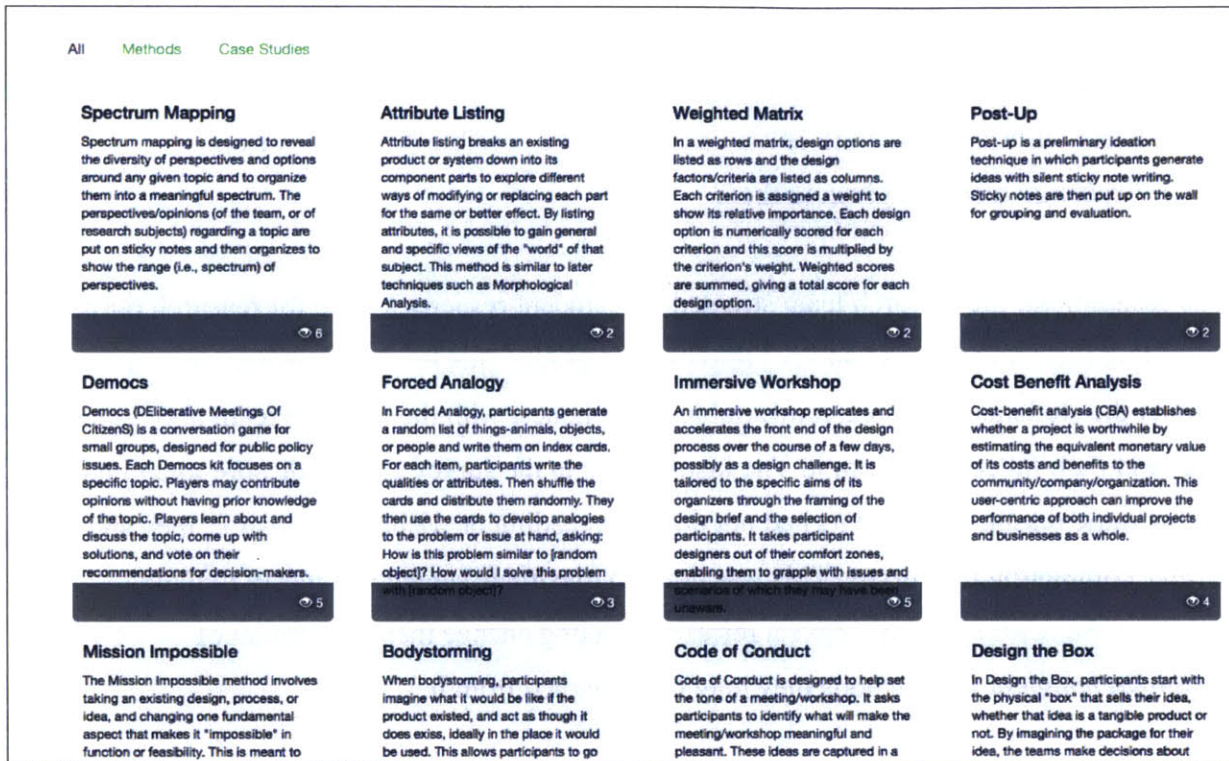 All Methods Case Studies
Spectrum Mapping
Spectrum mapping is designed to reveal
the diversity of perspectives and options
around any given topic and to organize
them into a meaningful spectrum. The
perspectives/opinions (of the team, or of
research subjects) regarding a topic are
put on sticky notes and then organizes to
show the range (i.e., spectrum) of
perspectives.
6
Attribute Listing
Attribute listing breaks an existing
product or system down into its
component parts to explore different
ways of modifying or replacing each part
for the same or better effect. By listing
attributes, it is possible to gain general
and specific views of the "world" of that
subject. This method is similar to later
techniques such as Morphological
Analysis.
2
Weighted Matrix
In a weighted matrix, design options are
listed as rows and the design
factors/criteria are listed as columns.
Each criterion is assigned a weight to
show its relative importance. Each design
option is numerically scored for each
criterion and this score is multiplied by
the criterion's weight. Weighted scores
are summed, giving a total score for each
design option.
2
Post-Up
Post-up is a preliminary ideation
technique in which participants generate
ideas with silent sticky note writing.
Sticky notes are then put up on the wall
for grouping and evaluation.
2
Democs
Democs (DEliberative Meetings Of
CitizenS) is a conversation game for
small groups, designed for public policy
issues. Each Democs kit focuses on a
specific topic. Players may contribute
opinions without having prior knowledge
of the topic. Players learn about and
discuss the topic, come up with
solutions, and vote on their
recommendations for decision-makers.
5
Forced Analogy
In Forced Analogy, participants generate
a random list of things-animals, objects,
or people and write them on index cards.
For each item, participants write the
qualities or attributes. Then shuffle the
cards and distribute them randomly. They
then use the cards to develop analogies
to the problem or issue at hand, asking:
How is this problem similar to [random
object]? How would I solve this problem
with [random object]?
3
Immersive Workshop
An immersive workshop replicates and
accelerates the front end of the design
process over the course of a few days,
possibly as a design challenge. It is
tailored to the specific aims of its
organizers through the framing of the
design brief and the selection of
participants. It takes participant
designers out of their comfort zones,
enabling them to grapple with issues and
scenarios of which they may have been
unaware.
5
Cost Benefit Analysis
Cost-benefit analysis (CBA) establishes
whether a project is worthwhile by
estimating the equivalent monetary value
of its costs and benefits to the
community/company/organization. This
user-centric approach can improve the
performance of both individual projects
and businesses as a whole.
4
Mission Impossible
The Mission Impossible method involves
taking an existing design, process, or
idea, and changing one fundamental
aspect that makes it "impossible" in
function or feasibility. This is meant to
Bodystorming
When bodystorming, participants
imagine what it would be like if the
product existed, and act as though it
does exiss, ideally in the place it would
be used. This allows participants to go
Code of Conduct
Code of Conduct is designed to help set
the tone of a meeting/workshop. It asks
participants to identify what will make the
meeting/workshop meaningful and
pleasant. These ideas are captured in a
Design the Box
In Design the Box, participants start with
the physical "box" that sells their idea,
whether that idea is a tangible product or
not. By imagining the package for their
idea, the teams make decisions about